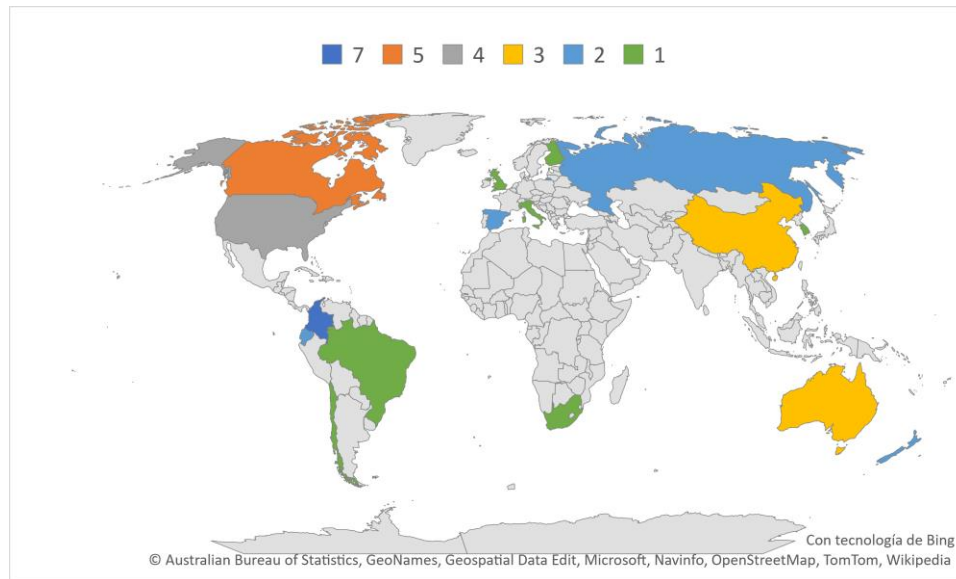 7 5 4 3 2 1
Con tecnología de Bing
© Australian Bureau of Statistics, GeoNames, Geospatial Data Edit, Microsoft, Navinfo, OpenStreetMap, TomTom, Wikipedia